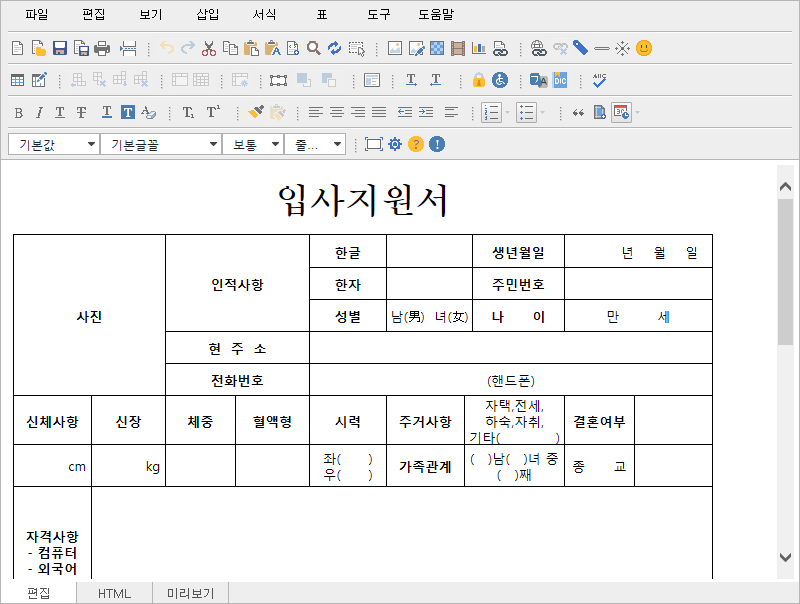 파일 편집 보기 삽입 서식 표 도구 도움말
기본값 기본글꼴 보통 줄...
입사지원서
사진 인적사항 한글 생년월일 년 월 일
한자 주민번호
성별 남(男) 녀(女) 나 이 만 세
현 주 소
전화번호 (핸드폰)
신체사항 신장 체중 혈액형 시력 주거사항 자택,전세,
하숙,자취,
기타( ) 결혼여부
cm kg 좌( )
우( ) 가족관계 ( )남( )녀 중
( )째 종 교
자격사항
- 컴퓨터
- 외국어
편집 HTML 미리보기